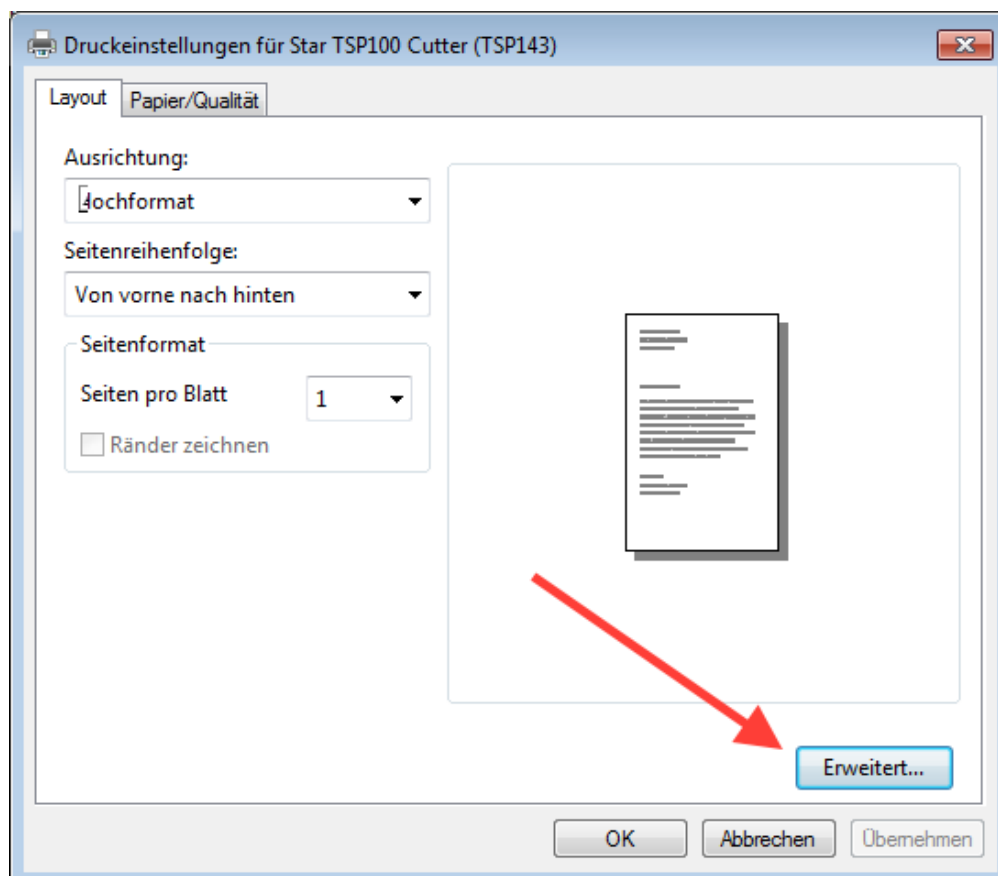 Druckeinstellungen für Star TSP100 Cutter (TSP143)
Layout
Papier/Qualität
Ausrichtung:
Hochformat
Seitenreihenfolge:
Von vorne nach hinten
Seitenformat
Seiten pro Blatt
1
Ränder zeichnen
Erweitert...
OK
Abbrechen
Übernehmen